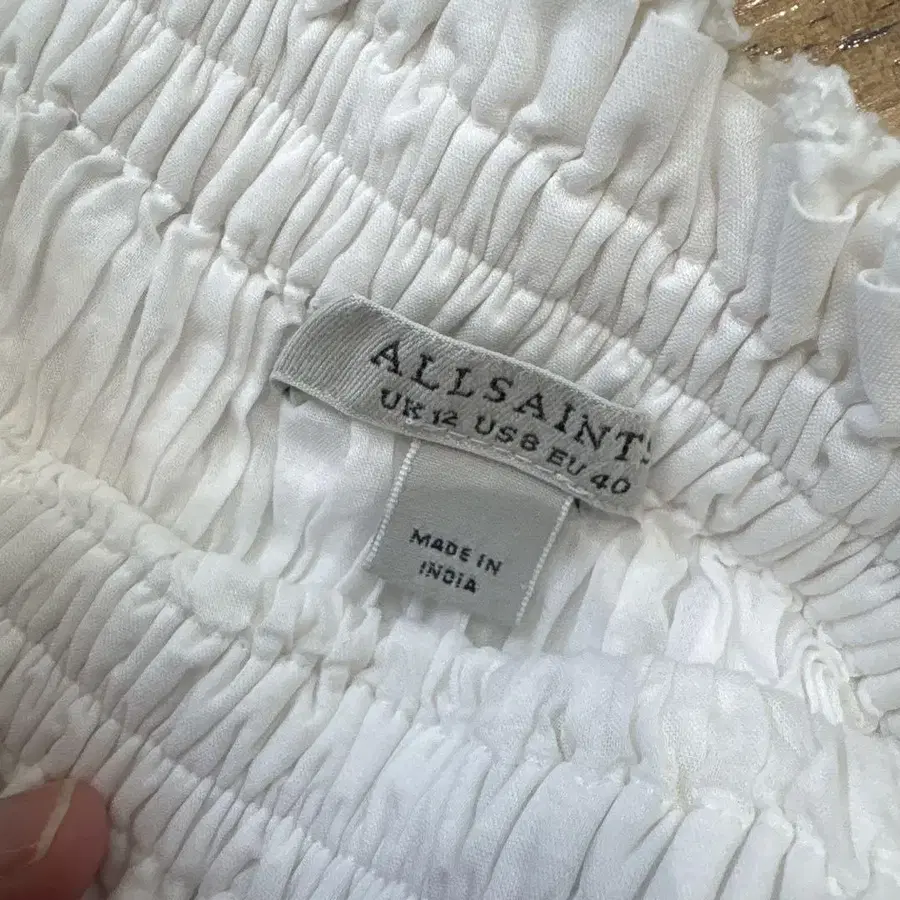 ALLSAINTS
UK 12 US 8 EU 40
MADE IN
INDIA